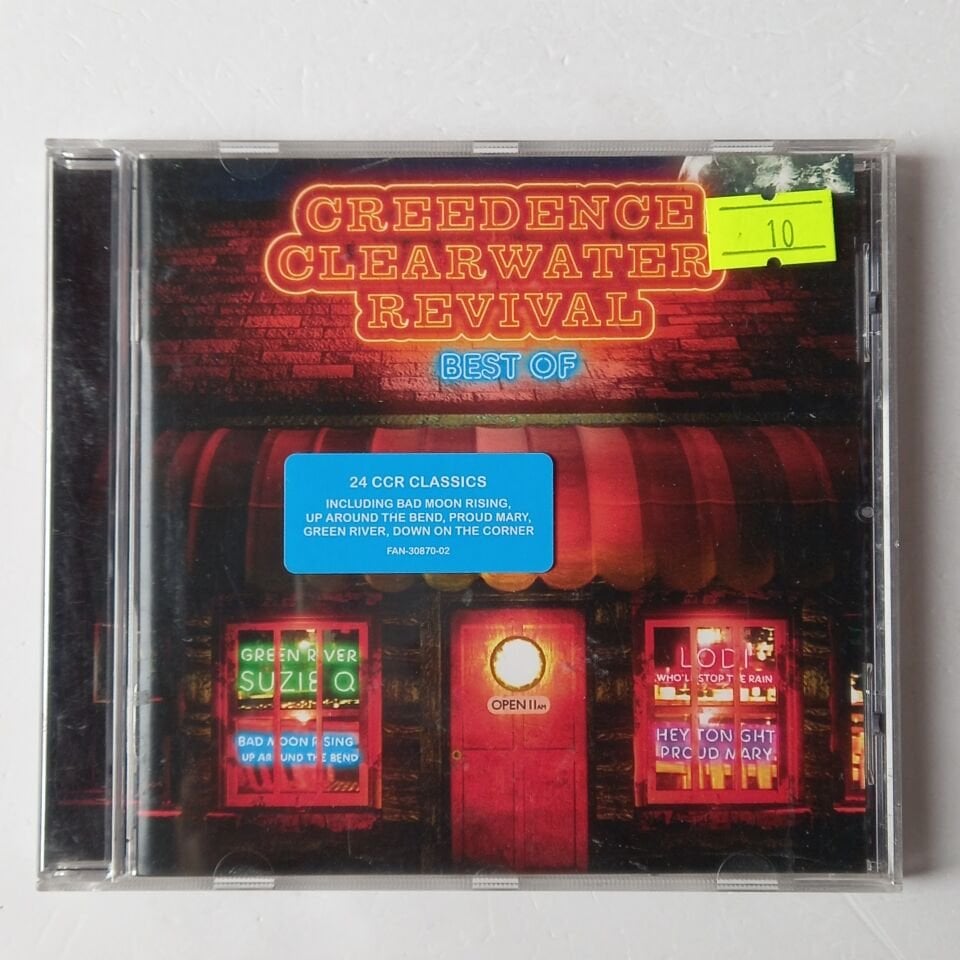 CREEDENCE
CLEARWATER
REVIVAL
BEST OF
10
24 CCR CLASSICS
INCLUDING BAD MOON RISING,
UP AROUND THE BEND, PROUD MARY,
GREEN RIVER, DOWN ON THE CORNER
FAN-30870-02
GREEN RIVER
SUZIE Q
BAD MOON RISING
UP AROUND THE BEND
OPEN 11AM
LODI
WHO'LL STOP THE RAIN
HEY TONIGHT
PROUD MARY